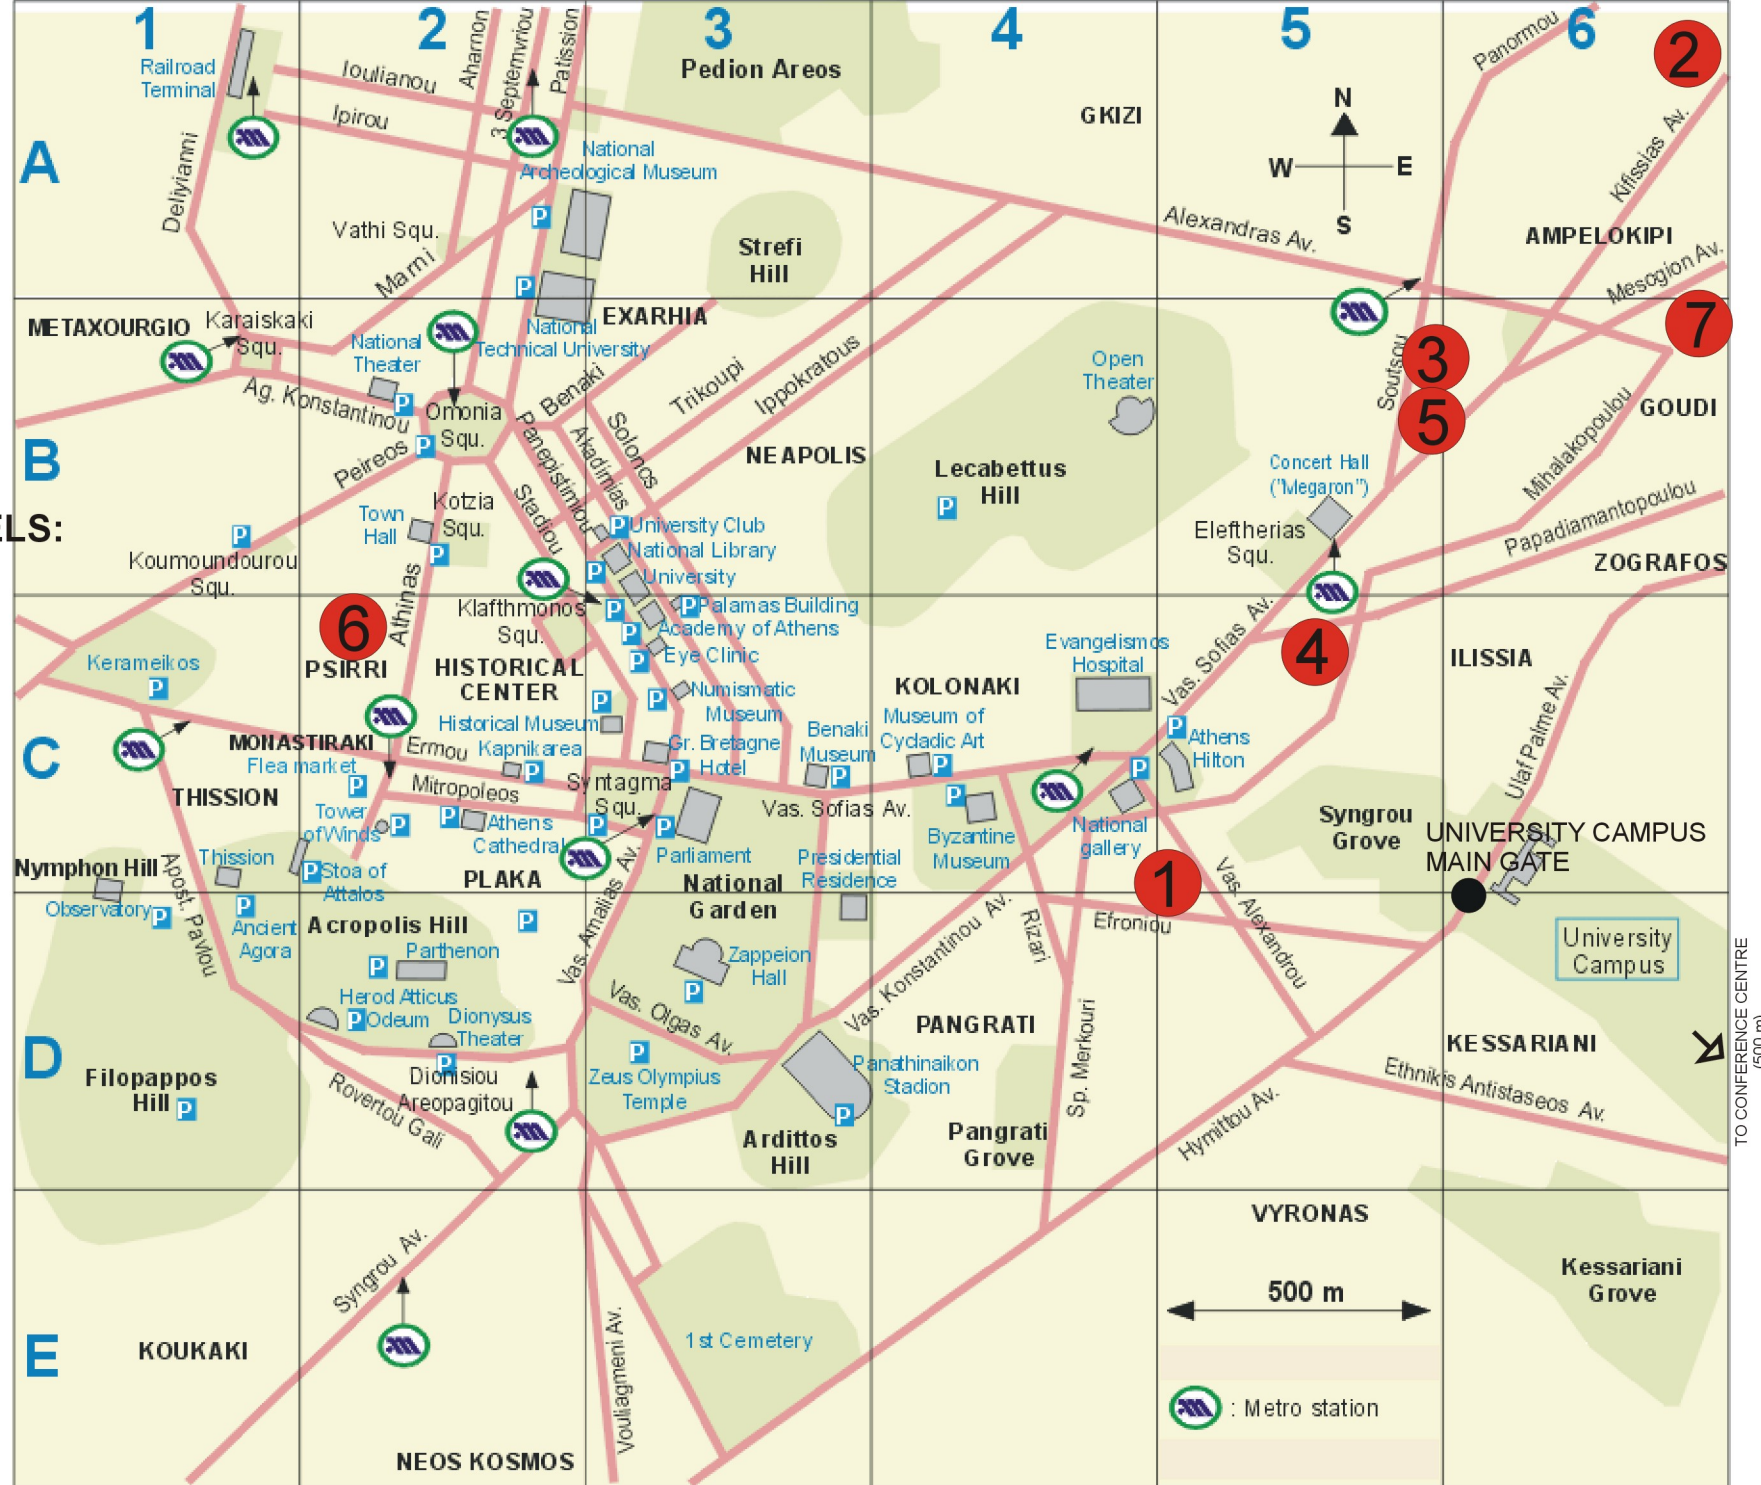 1
2
3
4
5
6
A
B
C
D
E
ELS:
Railroad
Terminal
Ioulianou
Ipirou
Deliyianni
Aharnon
3 Septemvriou
Patission
Pedion Areos
GKIZI
N
W
E
S
Panormou
2
Kifissias Av.
National
Archeological Museum
Vathi Squ.
Marni
Strefi
Hill
Alexandras Av.
AMPELOKIPI
Mesogion Av.
METAXOURGIO
Karaiskaki
Squ.
National
Theater
National
Technical University
EXARHIA
7
3
5
Soutsou
GOUDI
Ag. Konstantinou
Omonia
Squ.
Benaki
Trikoupi
Ippokratous
Open
Theater
Peireos
Panepistimiou
Akadimias
Solonos
NEAPOLIS
Lecabettus
Hill
Concert Hall
("Megaron")
Mihalakopoulou
Papadiamantopoulou
Kotzia
Squ.
Town
Hall
Stadiou
University Club
National Library
University
Eleftherias
Squ.
ZOGRAFOS
Koumoundourou
Squ.
Athinas
Klafthmonos
Squ.
Palamas Building
Academy of Athens
Eye Clinic
6
4
Kerameikos
PSIRRI
HISTORICAL
CENTER
Numismatic
Museum
KOLONAKI
Evangelismos
Hospital
Vas. Sofias Av.
ILISSIA
Ulaf Palme Av.
Historical Museum
Museum of
Cycladic Art
Benaki
Museum
Athens
Hilton
MONASTIRAKI
Flea market
Ermou
Kapnikarea
Gr. Bretagne
Hotel
THISSION
Mitropoleos
Syntagma
Squ.
Vas. Sofias Av.
Tower
of Winds
Athens
Cathedral
Parliament
Presidential
Residence
Byzantine
Museum
National
gallery
Syngrou
Grove
UNIVERSITY CAMPUS
MAIN GATE
Nymphon Hill
Thission
Stoa of
Attalos
PLAKA
National
Garden
1
Observatory
Apost. Pavlou
Ancient
Agora
Acropolis Hill
Parthenon
Vas. Amalias Av.
Zappeion
Hall
Vas. Konstantinou Av.
Rizari
Efroniou
Vas. Alexandrou
University
Campus
Herod Atticus
Odeum
Dionysus
Theater
Vas. Olgas Av.
PANGRATI
KESSARIANI
TO CONFERENCE CENTRE
(500 m)
Filopappos
Hill
Rovertou Gali
Dionisiou
Areopagitou
Zeus Olympius
Temple
Panathinaikon
Stadion
Sp. Merkouri
Ethnikis Antistaseos Av.
Ardittos
Hill
Pangrati
Grove
Hymittou Av.
VYRONAS
Syngrou Av.
500 m
Kessariani
Grove
KOUKAKI
Vouliagmeni Av.
1st Cemetery
: Metro station
NEOS KOSMOS